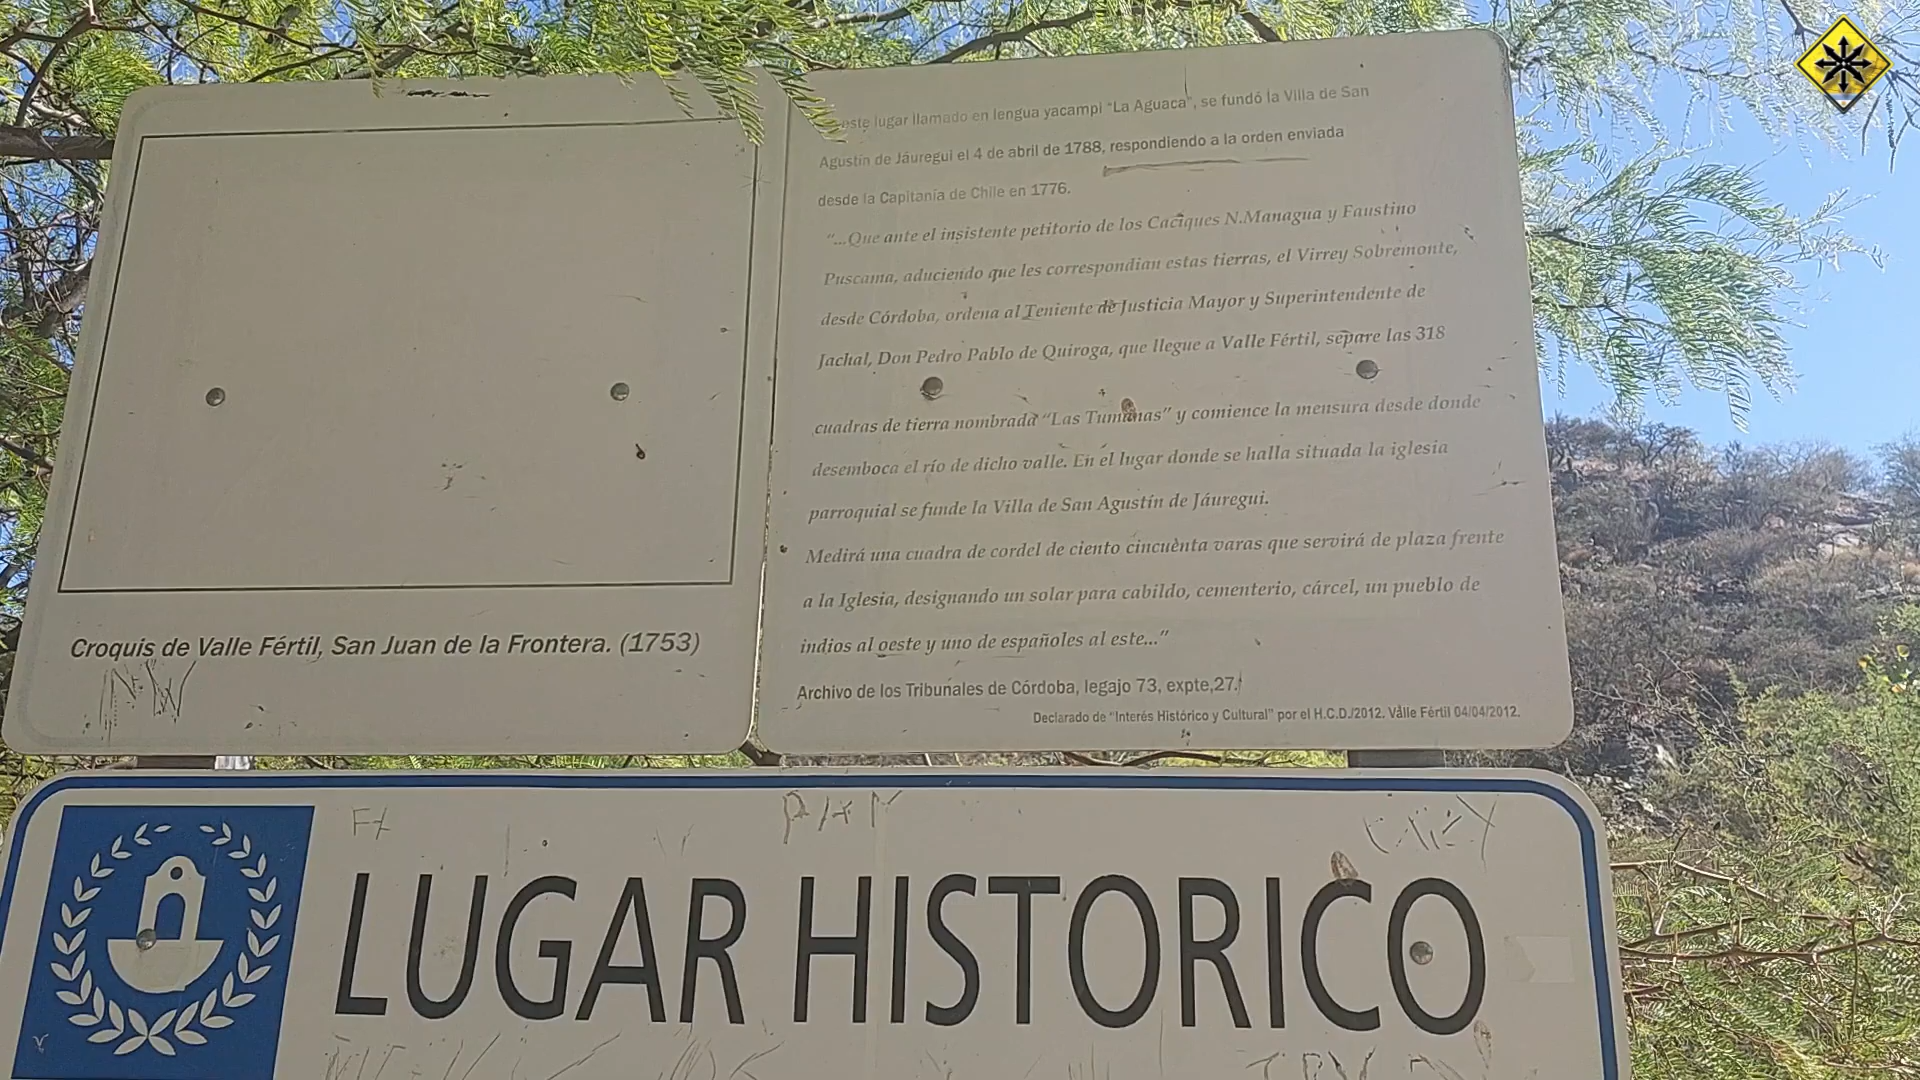 Croquis de Valle Fértil, San Juan de la Frontera. (1753)
este lugar llamado en lengua yacampi "La Aguaca", se fundó la Villa de San
Agustín de Jáuregui el 4 de abril de 1788, respondiendo a la orden enviada
desde la Capitanía de Chile en 1776.
"...Que ante el insistente petitorio de los Caciques N.Managua y Faustino
Puscama, aduciendo que les correspondian estas tierras, el Virrey Sobremonte,
desde Córdoba, ordena al Teniente de Justicia Mayor y Superintendente de
Jachal, Don Pedro Pablo de Quiroga, que llegue a Valle Fértil, separe las 318
cuadras de tierra nombrada "Las Tumanas" y comience la mensura desde donde
desemboca el río de dicho valle. En el lugar donde se halla situada la iglesia
parroquial se funde la Villa de San Agustín de Jáuregui.
Medirá una cuadra de cordel de ciento cincuenta varas que servirá de plaza frente
a la Iglesia, designando un solar para cabildo, cementerio, cárcel, un pueblo de
indios al oeste y uno de españoles al este..."
Archivo de los Tribunales de Córdoba, legajo 73, expte,27.
Declarado de "Interés Histórico y Cultural" por el H.C.D./2012. Valle Fértil 04/04/2012.
LUGAR HISTORICO